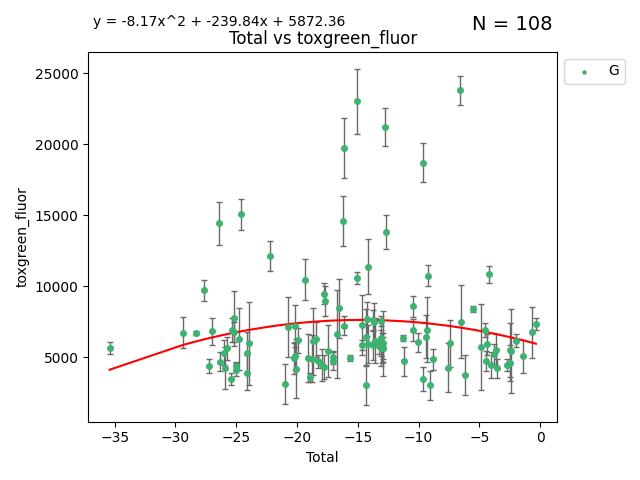 y = -8.17x^2 + -239.84x + 5872.36
N = 108
Total vs toxgreen_fluor
G
toxgreen_fluor
25000
20000
15000
10000
5000
−35 −30 −25 −20 −15 −10 −5 0
Total